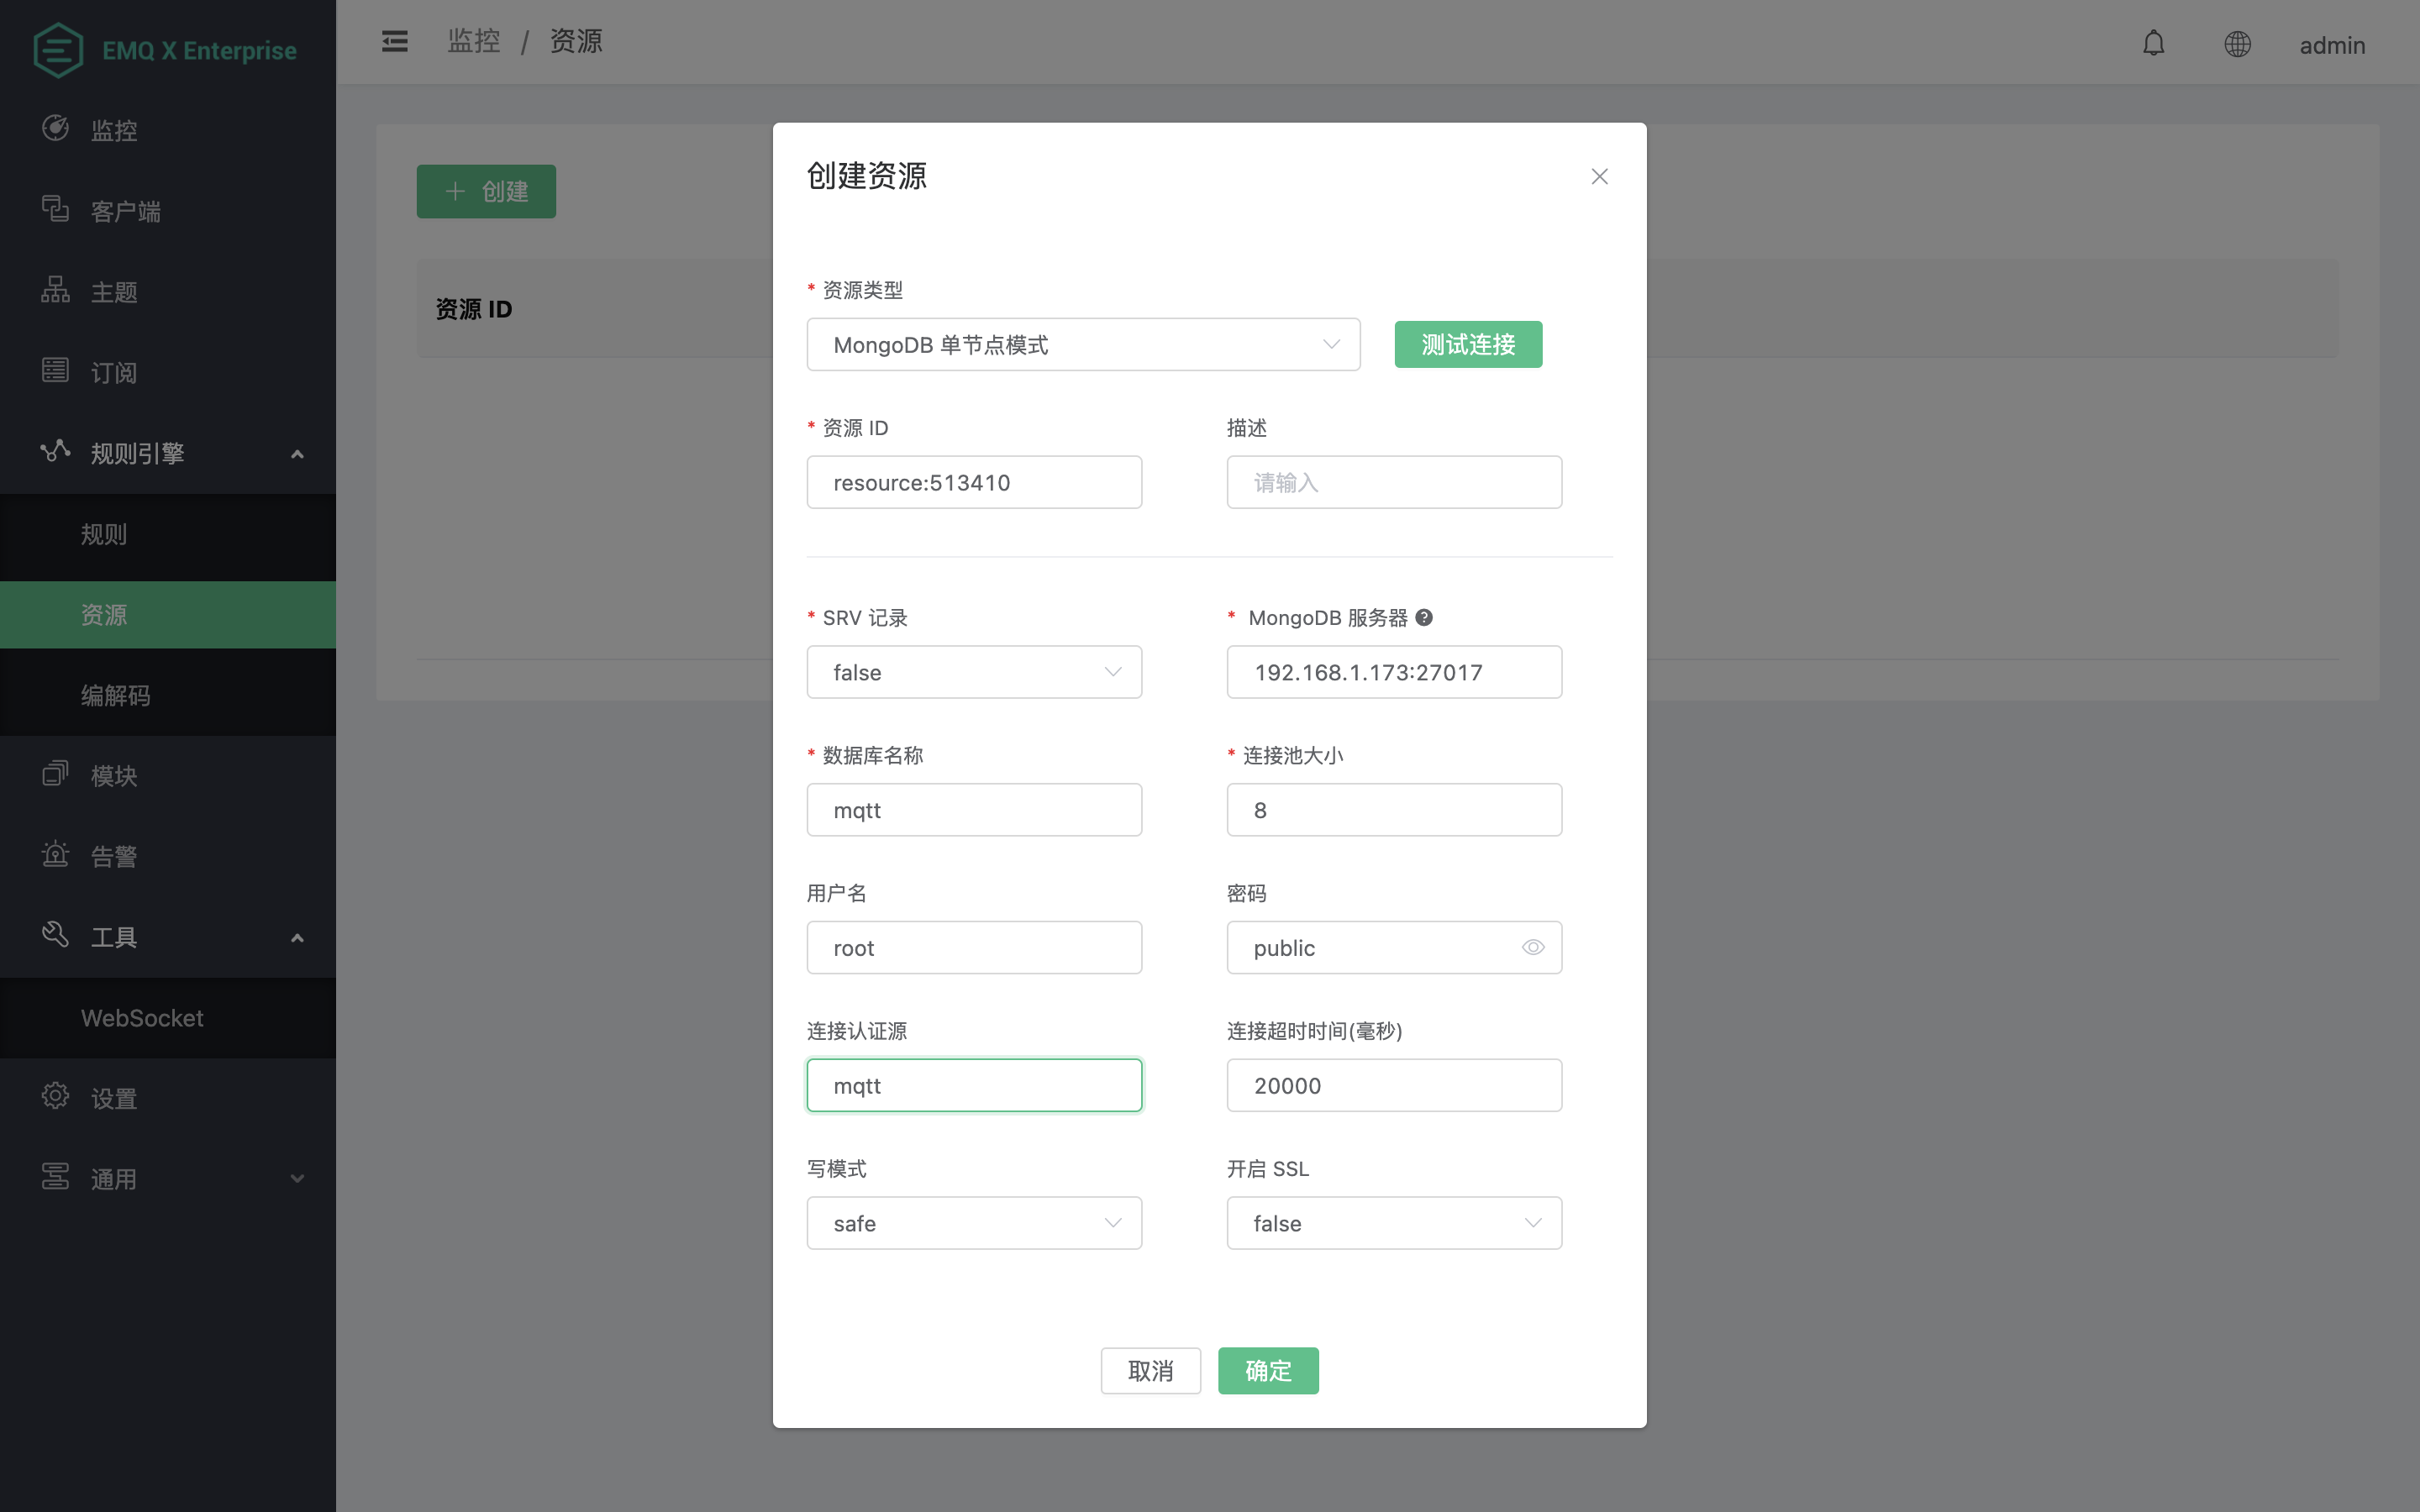 EMQ X Enterprise
监控
客户端
主题
订阅
规则引擎
规则
资源
编解码
模块
告警
工具
WebSocket
设置
通用
监控 / 资源
admin
创建
资源 ID
创建资源
* 资源类型
MongoDB 单节点模式
测试连接
* 资源 ID
描述
resource:513410
请输入
* SRV 记录
* MongoDB 服务器
false
192.168.1.173:27017
* 数据库名称
* 连接池大小
mqtt
8
用户名
密码
root
public
连接认证源
连接超时时间(毫秒)
mqtt
20000
写模式
开启 SSL
safe
false
取消
确定